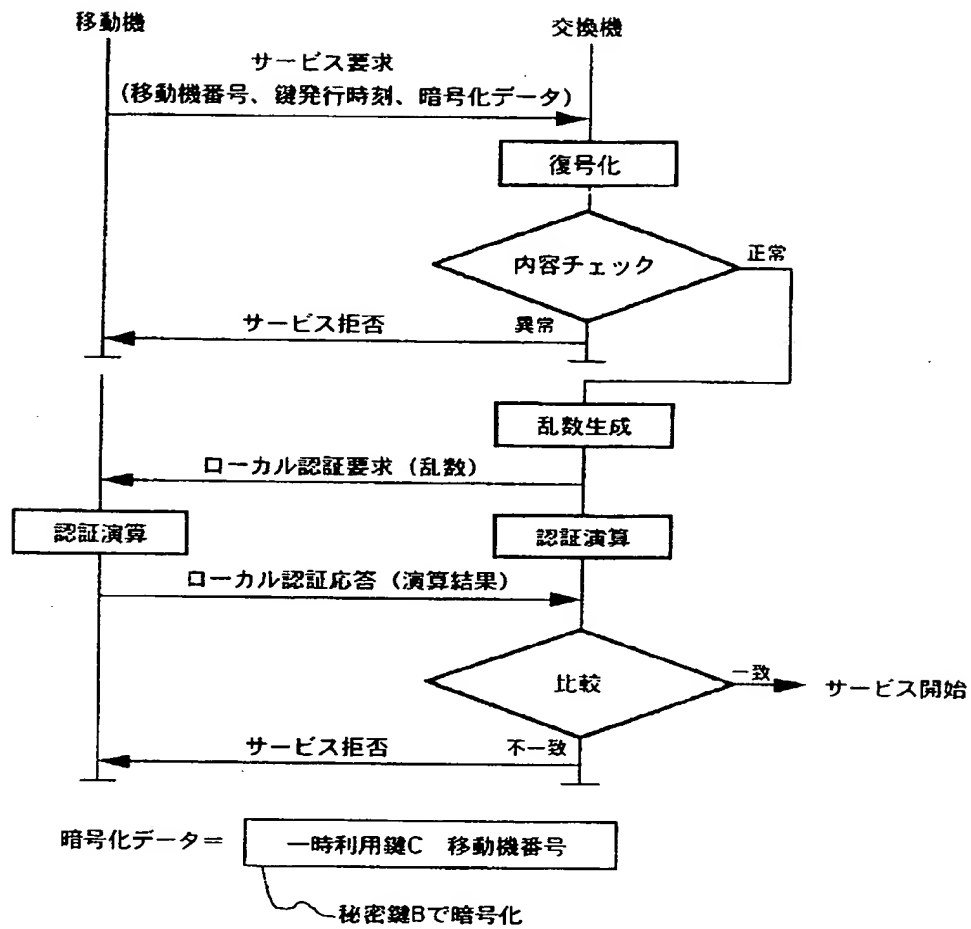 移動機
交換機
サービス要求
(移動機番号、鍵発行時刻、暗号化データ)
復号化
内容チェック
正常
サービス拒否
異常
乱数生成
ローカル認証要求 (乱数)
認証演算
認証演算
ローカル認証応答 (演算結果)
比較
一致
サービス開始
サービス拒否
不一致
暗号化データ=
一時利用鍵C 移動機番号
秘密鍵Bで暗号化